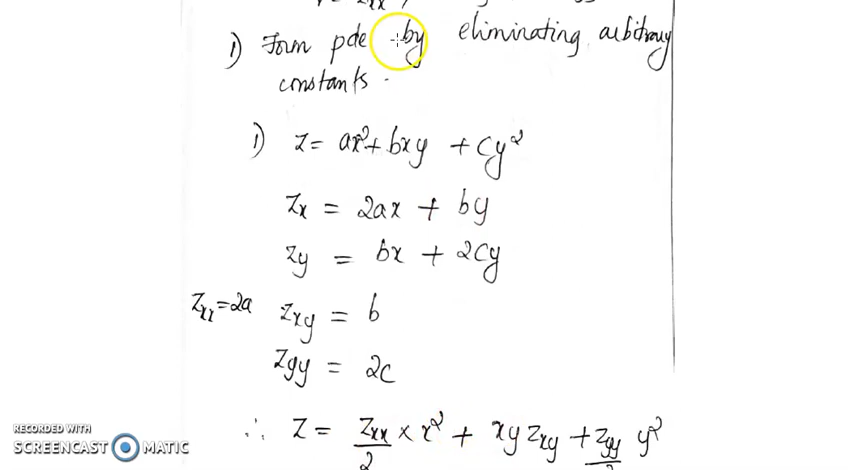 1) Form pde by eliminating arbitrary
constants.
1) z = ax² + bxy + cy²
zx = 2ax + by
zy = bx + 2cy
zxx = 2a zxy = b
zyy = 2c
∴ z = zxx/2 × x² + xy zxy + zyy/2 y²
RECORDED WITH
SCREENCAST MATIC